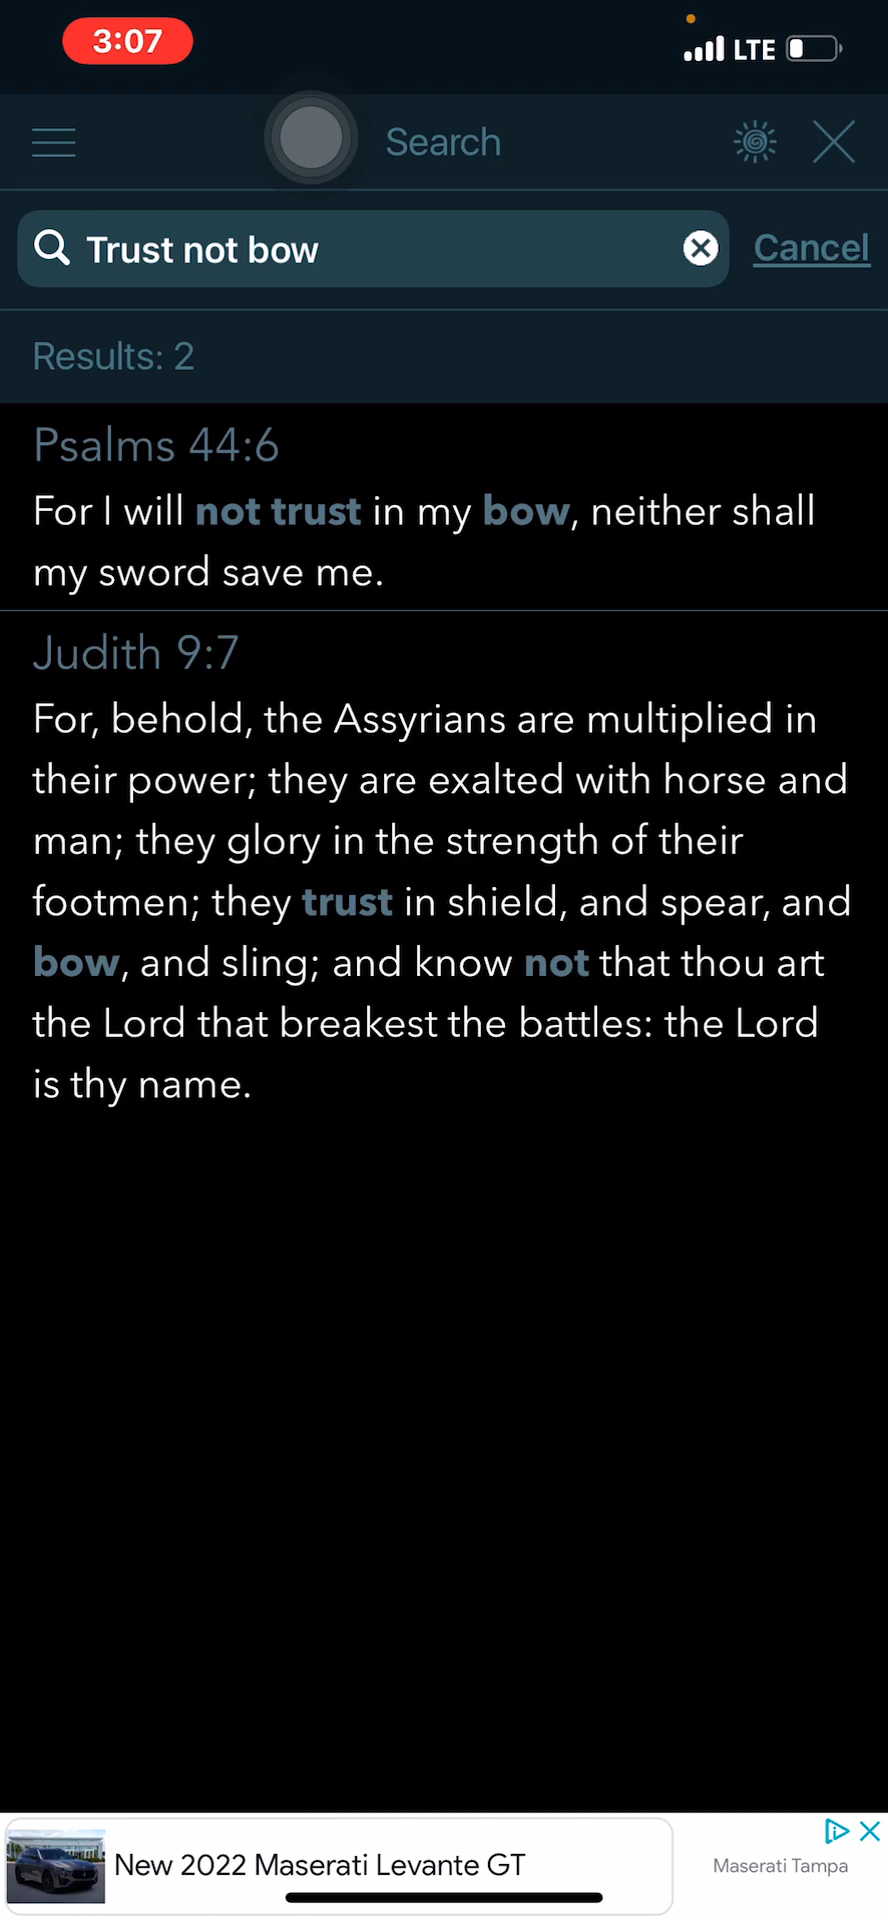 3:07
LTE
Search
Trust not bow
Cancel
Results: 2
Psalms 44:6
For I will not trust in my bow, neither shall
my sword save me.
Judith 9:7
For, behold, the Assyrians are multiplied in
their power; they are exalted with horse and
man; they glory in the strength of their
footmen; they trust in shield, and spear, and
bow, and sling; and know not that thou art
the Lord that breakest the battles: the Lord
is thy name.
New 2022 Maserati Levante GT
Maserati Tampa